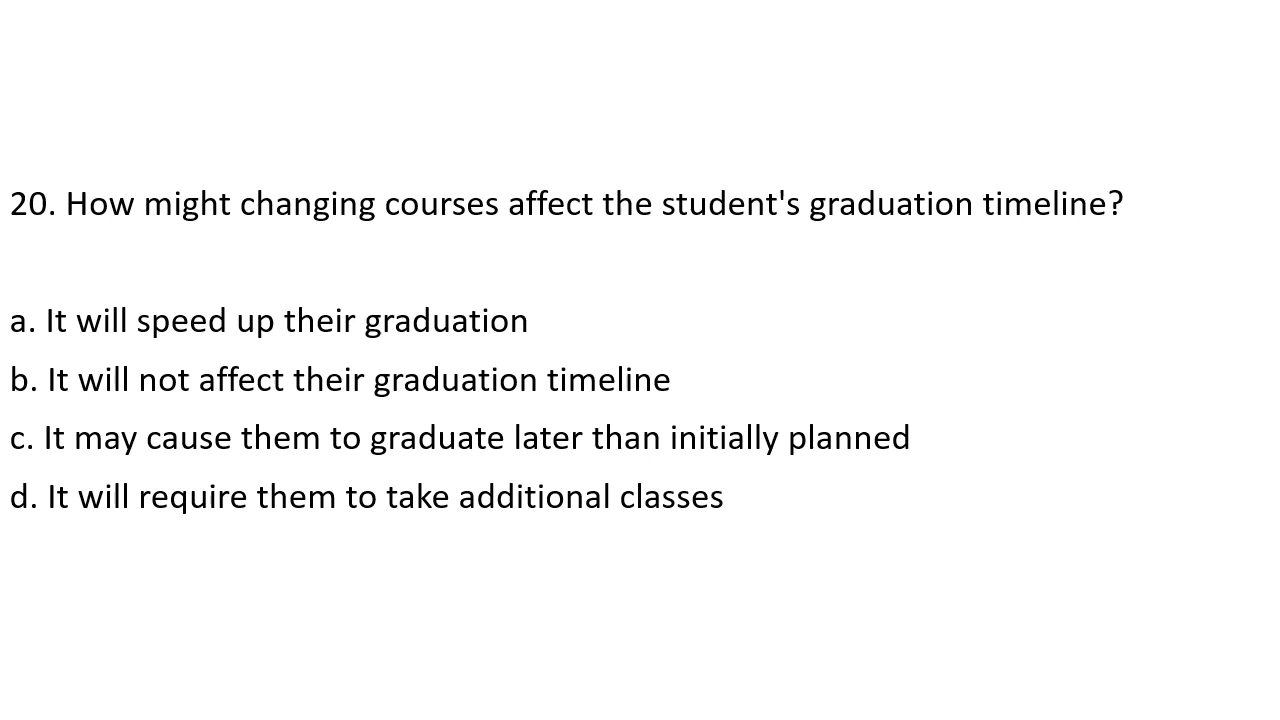 20. How might changing courses affect the student's graduation timeline?
a. It will speed up their graduation
b. It will not affect their graduation timeline
c. It may cause them to graduate later than initially planned
d. It will require them to take additional classes